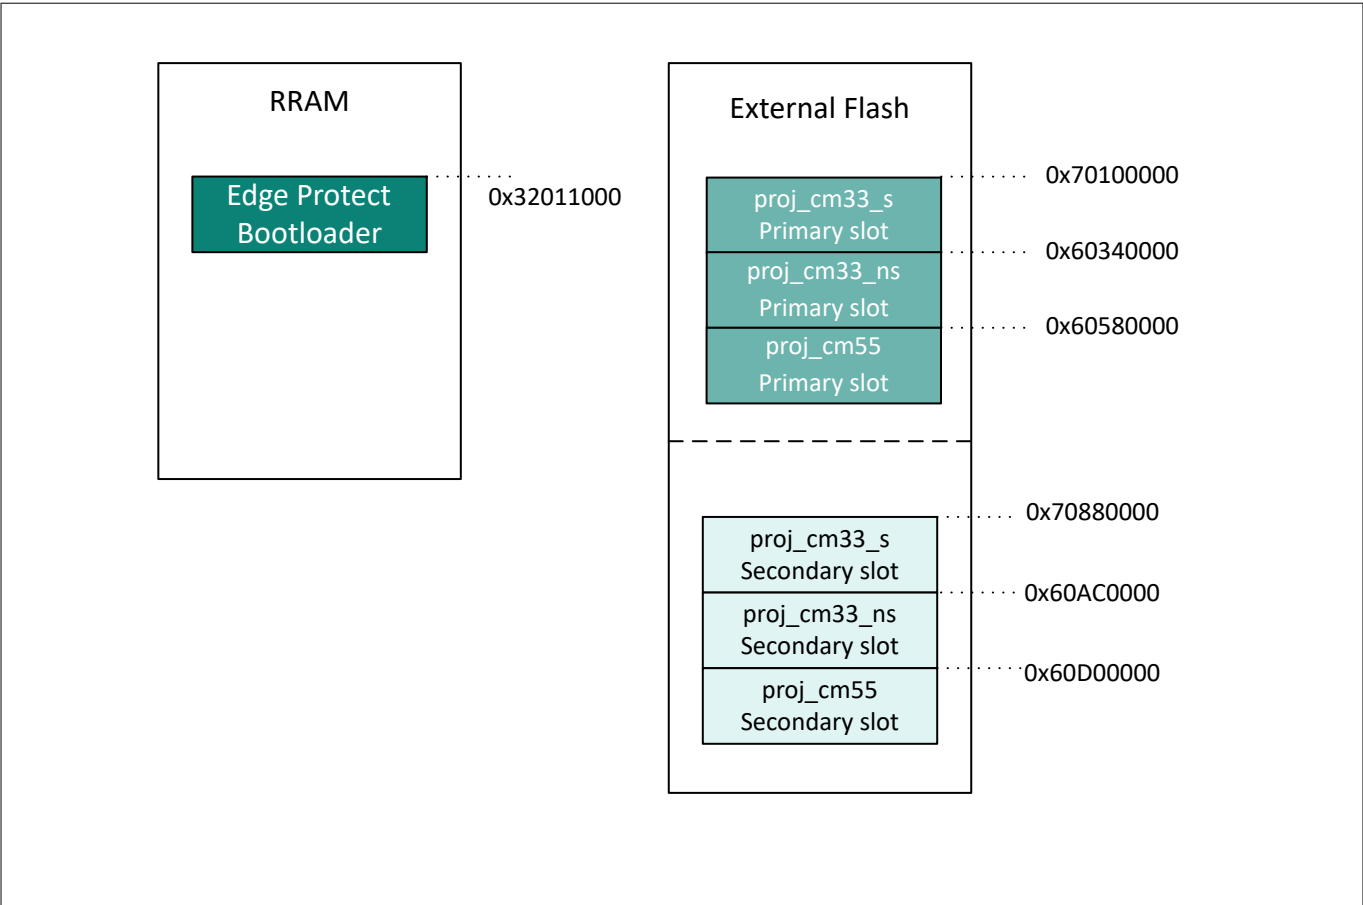 RRAM
Edge Protect
Bootloader
0x32011000
External Flash
proj_cm33_s
Primary slot
0x70100000
proj_cm33_ns
Primary slot
0x60340000
proj_cm55
Primary slot
0x60580000
proj_cm33_s
Secondary slot
0x70880000
proj_cm33_ns
Secondary slot
0x60AC0000
proj_cm55
Secondary slot
0x60D00000